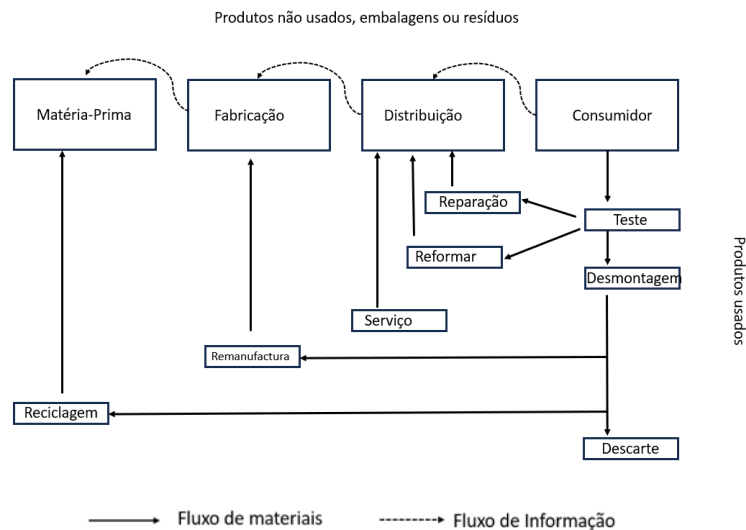 Produtos não usados, embalagens ou resíduos
Matéria-Prima
Fabricação
Distribuição
Consumidor
Reparação
Teste
Reformar
Desmontagem
Produtos usados
Serviço
Remanufactura
Reciclagem
Descarte
Fluxo de materiais
Fluxo de Informação